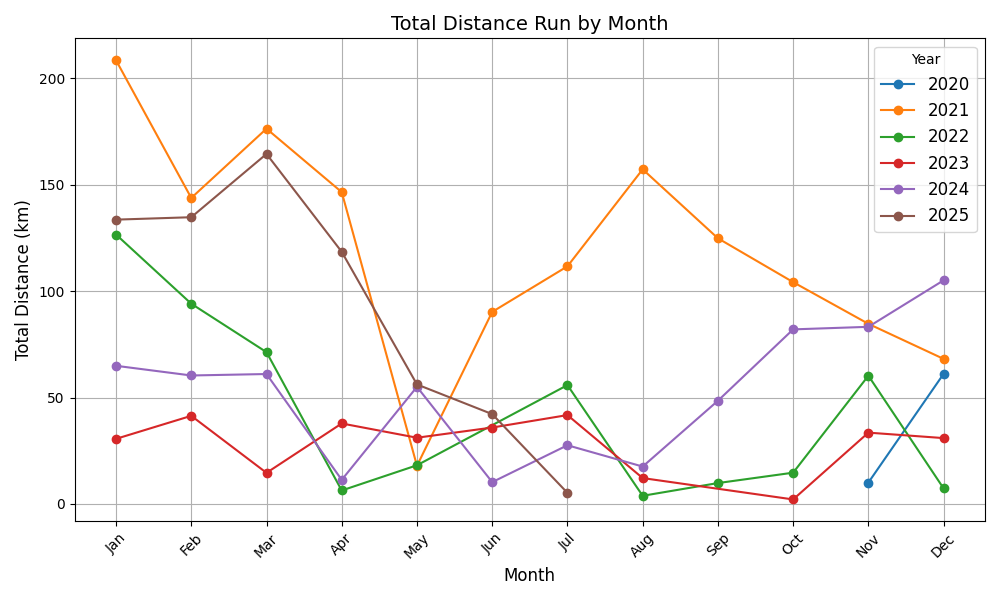 Total Distance Run by Month
Total Distance (km)
200
150
100
50
0
Year
2020
2021
2022
2023
2024
2025
Jan
Feb
Mar
Apr
May
Jun
Jul
Aug
Sep
Oct
Nov
Dec
Month